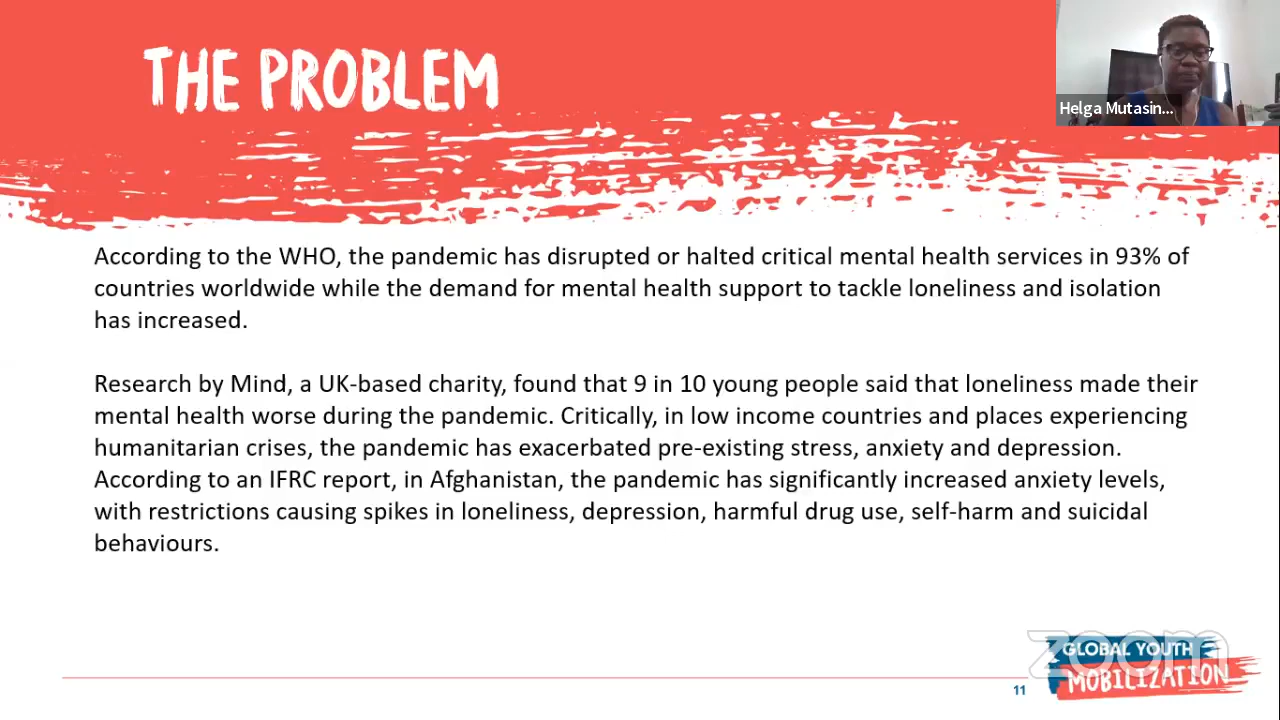 THE PROBLEM
Helga Mutasin...
According to the WHO, the pandemic has disrupted or halted critical mental health services in 93% of
countries worldwide while the demand for mental health support to tackle loneliness and isolation
has increased.
Research by Mind, a UK-based charity, found that 9 in 10 young people said that loneliness made their
mental health worse during the pandemic. Critically, in low income countries and places experiencing
humanitarian crises, the pandemic has exacerbated pre-existing stress, anxiety and depression.
According to an IFRC report, in Afghanistan, the pandemic has significantly increased anxiety levels,
with restrictions causing spikes in loneliness, depression, harmful drug use, self-harm and suicidal
behaviours.
zoom
GLOBAL YOUTH
MOBILIZATION
11